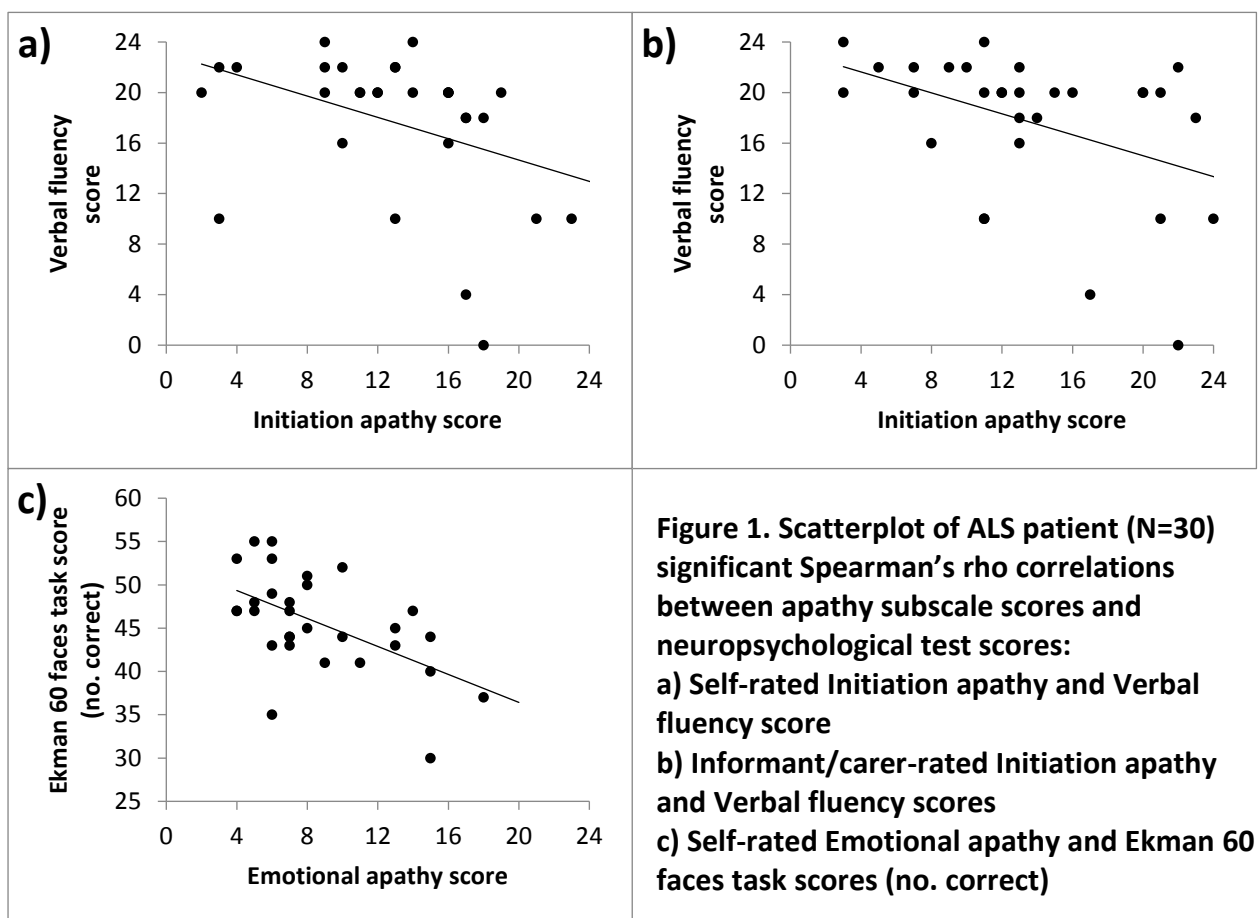 a)
24
20
16
12
8
4
0
Verbal fluency
score
0 4 8 12 16 20 24
Initiation apathy score
b)
24
20
16
12
8
4
0
Verbal fluency
score
0 4 8 12 16 20 24
Initiation apathy score
c)
60
55
50
45
40
35
30
25
Ekman 60 faces task score
(no. correct)
0 4 8 12 16 20 24
Emotional apathy score
Figure 1. Scatterplot of ALS patient (N=30)
significant Spearman’s rho correlations
between apathy subscale scores and
neuropsychological test scores:
a) Self-rated Initiation apathy and Verbal
fluency score
b) Informant/carer-rated Initiation apathy
and Verbal fluency scores
c) Self-rated Emotional apathy and Ekman 60
faces task scores (no. correct)